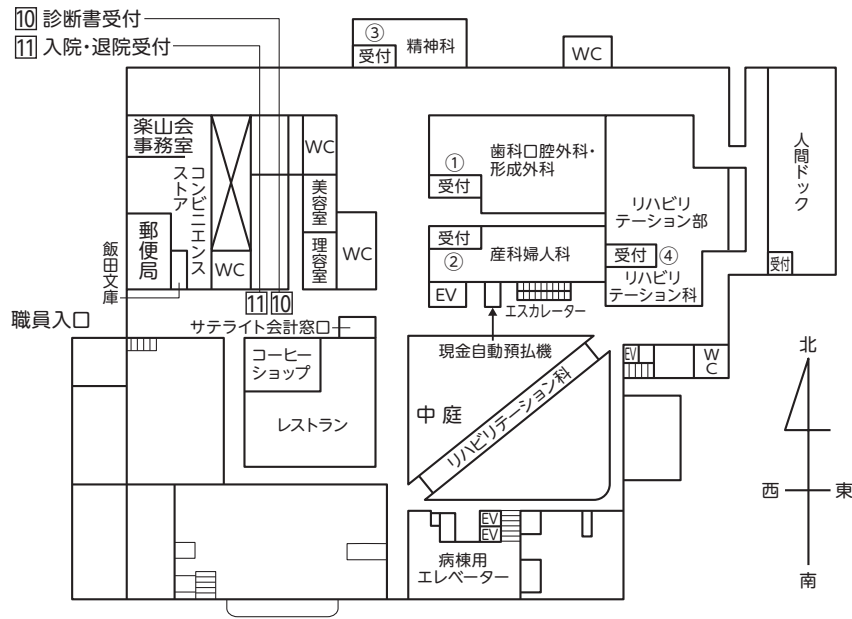 10 診断書受付
11 入院・退院受付
③
受付
精神科
WC
楽山会
事務室
コンビニエンス
ストア
郵便局
飯田文庫
WC
WC
美容室
理容室
WC
①
受付
歯科口腔外科・
形成外科
受付
②
産科婦人科
リハビリ
テーション部
受付
④
リハビリ
テーション科
人間ドック
受付
EV
エスカレーター
11 10
職員入口
サテライト会計窓口
現金自動預払機
コーヒー
ショップ
レストラン
中庭
リハビリテーション科
EV
WC
北
西
東
南
EV
EV
病棟用
エレベーター